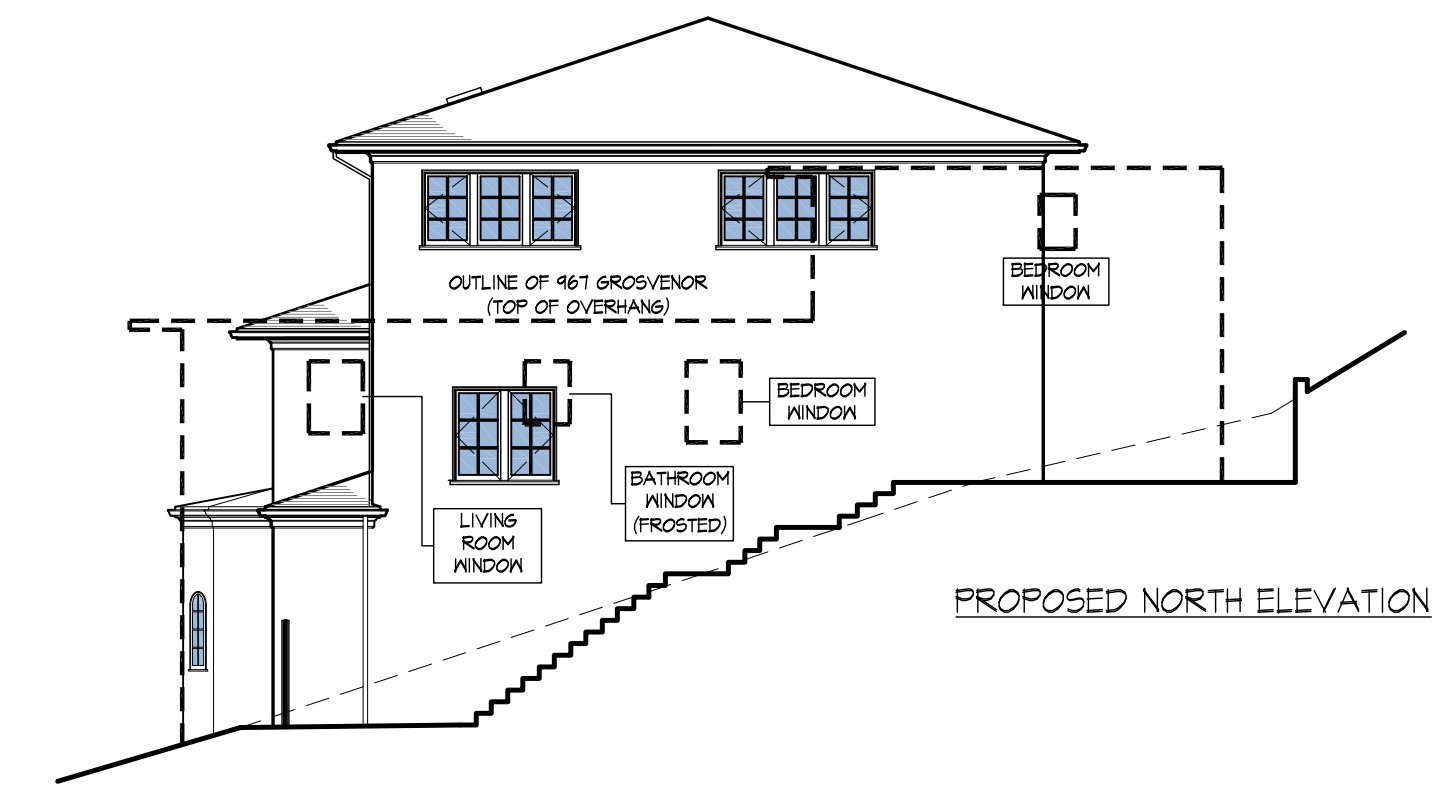 OUTLINE OF 967 GROSVENOR
(TOP OF OVERHANG)
BEDROOM
WINDOW
BEDROOM
WINDOW
BATHROOM
WINDOW
(FROSTED)
LIVING
ROOM
WINDOW
PROPOSED NORTH ELEVATION